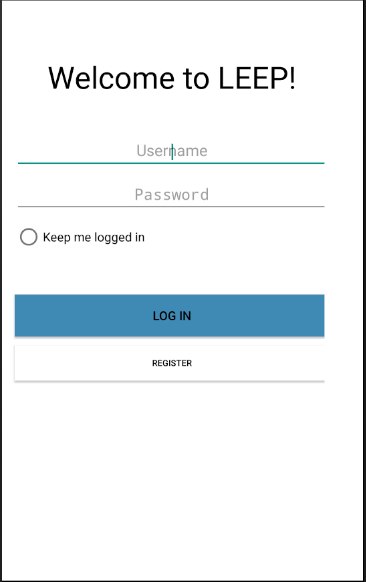 Welcome to LEEP!
Username
Password
Keep me logged in
LOG IN
REGISTER